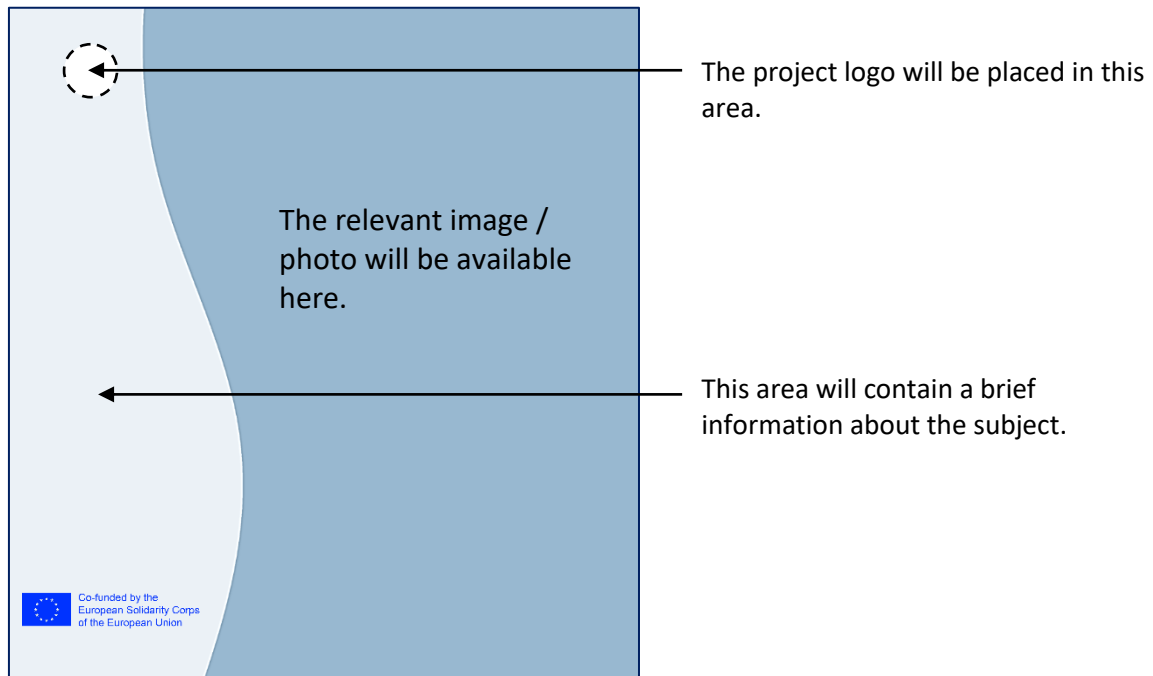 The project logo will be placed in this
area.
The relevant image /
photo will be available
here.
This area will contain a brief
information about the subject.
Co-funded by the
European Solidarity Corps
of the European Union